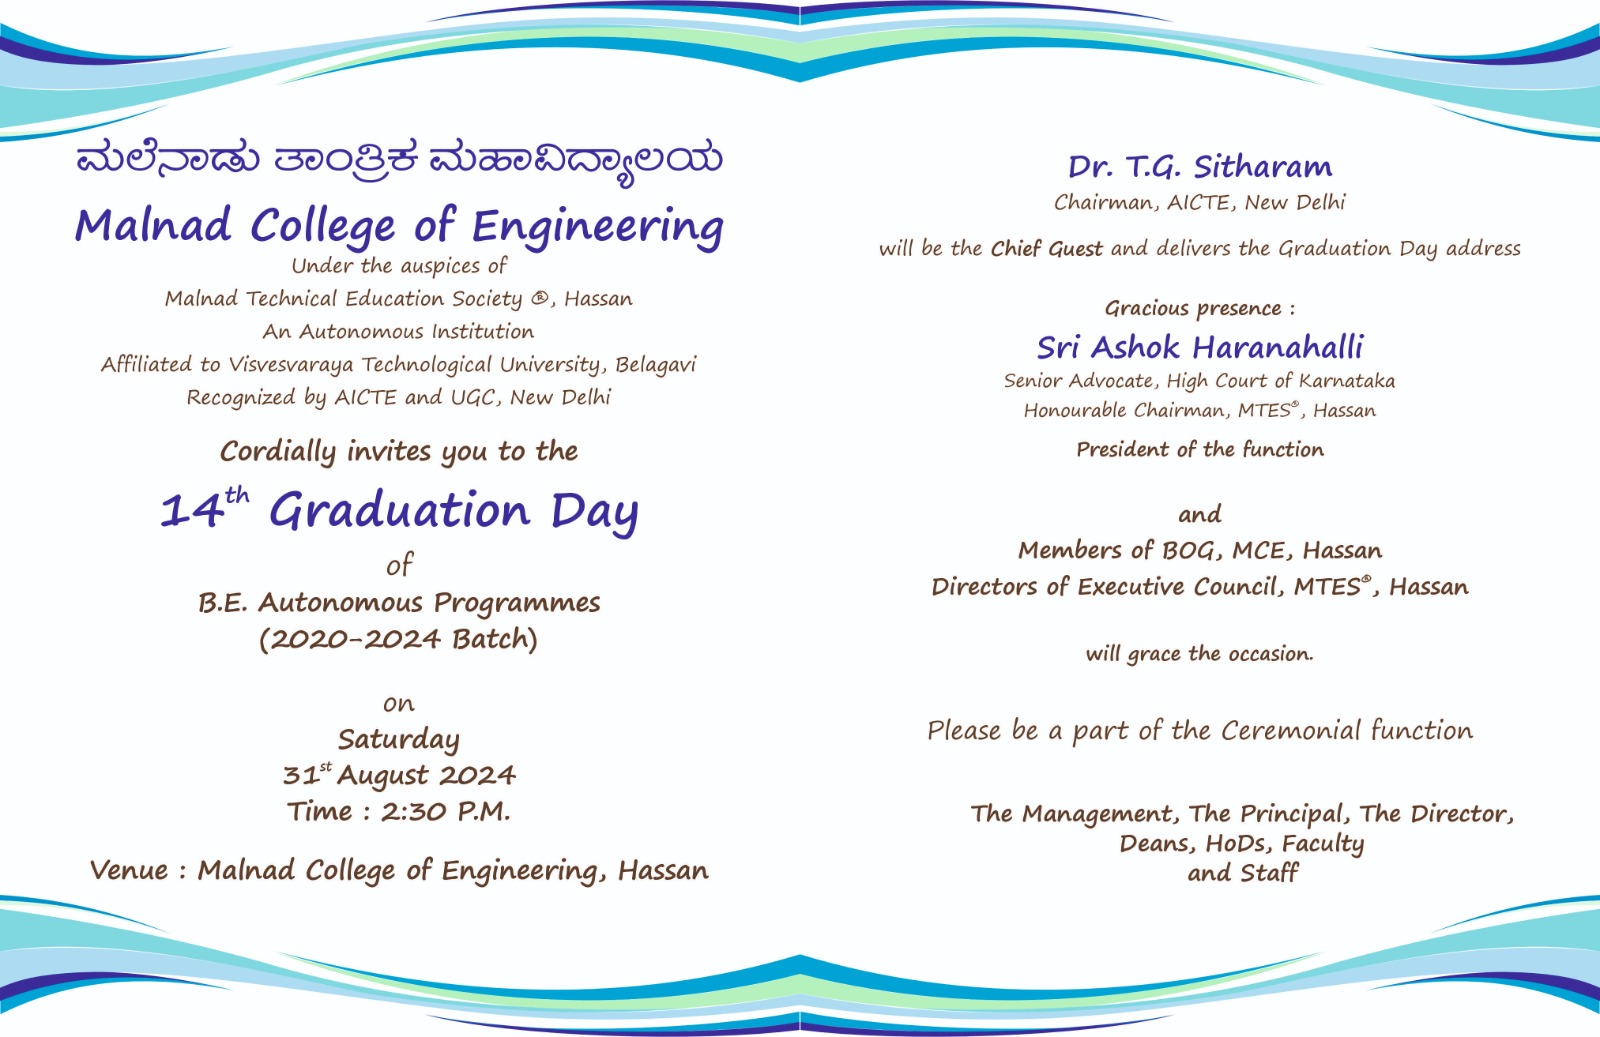 ಮಲೆನಾಡು ತಾಂತ್ರಿಕ ಮಹಾವಿದ್ಯಾಲಯ
Malnad College of Engineering
Under the auspices of
Malnad Technical Education Society ®, Hassan
An Autonomous Institution
Affiliated to Visvesvaraya Technological University, Belagavi
Recognized by AICTE and UGC, New Delhi
Cordially invites you to the
14th Graduation Day
of
B.E. Autonomous Programmes
(2020-2024 Batch)
on
Saturday
31st August 2024
Time : 2:30 P.M.
Venue : Malnad College of Engineering, Hassan
Dr. T.G. Sitharam
Chairman, AICTE, New Delhi
will be the Chief Guest and delivers the Graduation Day address
Gracious presence :
Sri Ashok Haranahalli
Senior Advocate, High Court of Karnataka
Honourable Chairman, MTES®, Hassan
President of the function
and
Members of BOG, MCE, Hassan
Directors of Executive Council, MTES®, Hassan
will grace the occasion.
Please be a part of the Ceremonial function
The Management, The Principal, The Director,
Deans, HoDs, Faculty
and Staff